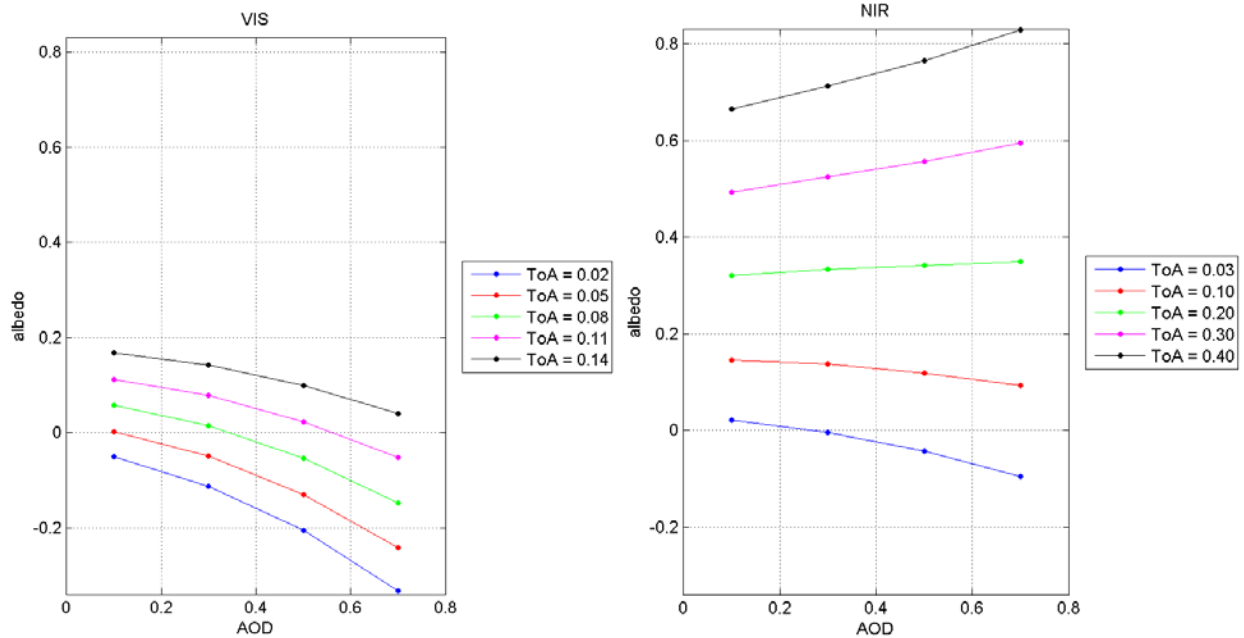 VIS
0.8
0.6
0.4
0.2
0
-0.2
albedo
0
0.2
0.4
0.6
0.8
AOD
ToA = 0.02
ToA = 0.05
ToA = 0.08
ToA = 0.11
ToA = 0.14
NIR
0.8
0.6
0.4
0.2
0
-0.2
albedo
0
0.2
0.4
0.6
0.8
AOD
ToA = 0.03
ToA = 0.10
ToA = 0.20
ToA = 0.30
ToA = 0.40